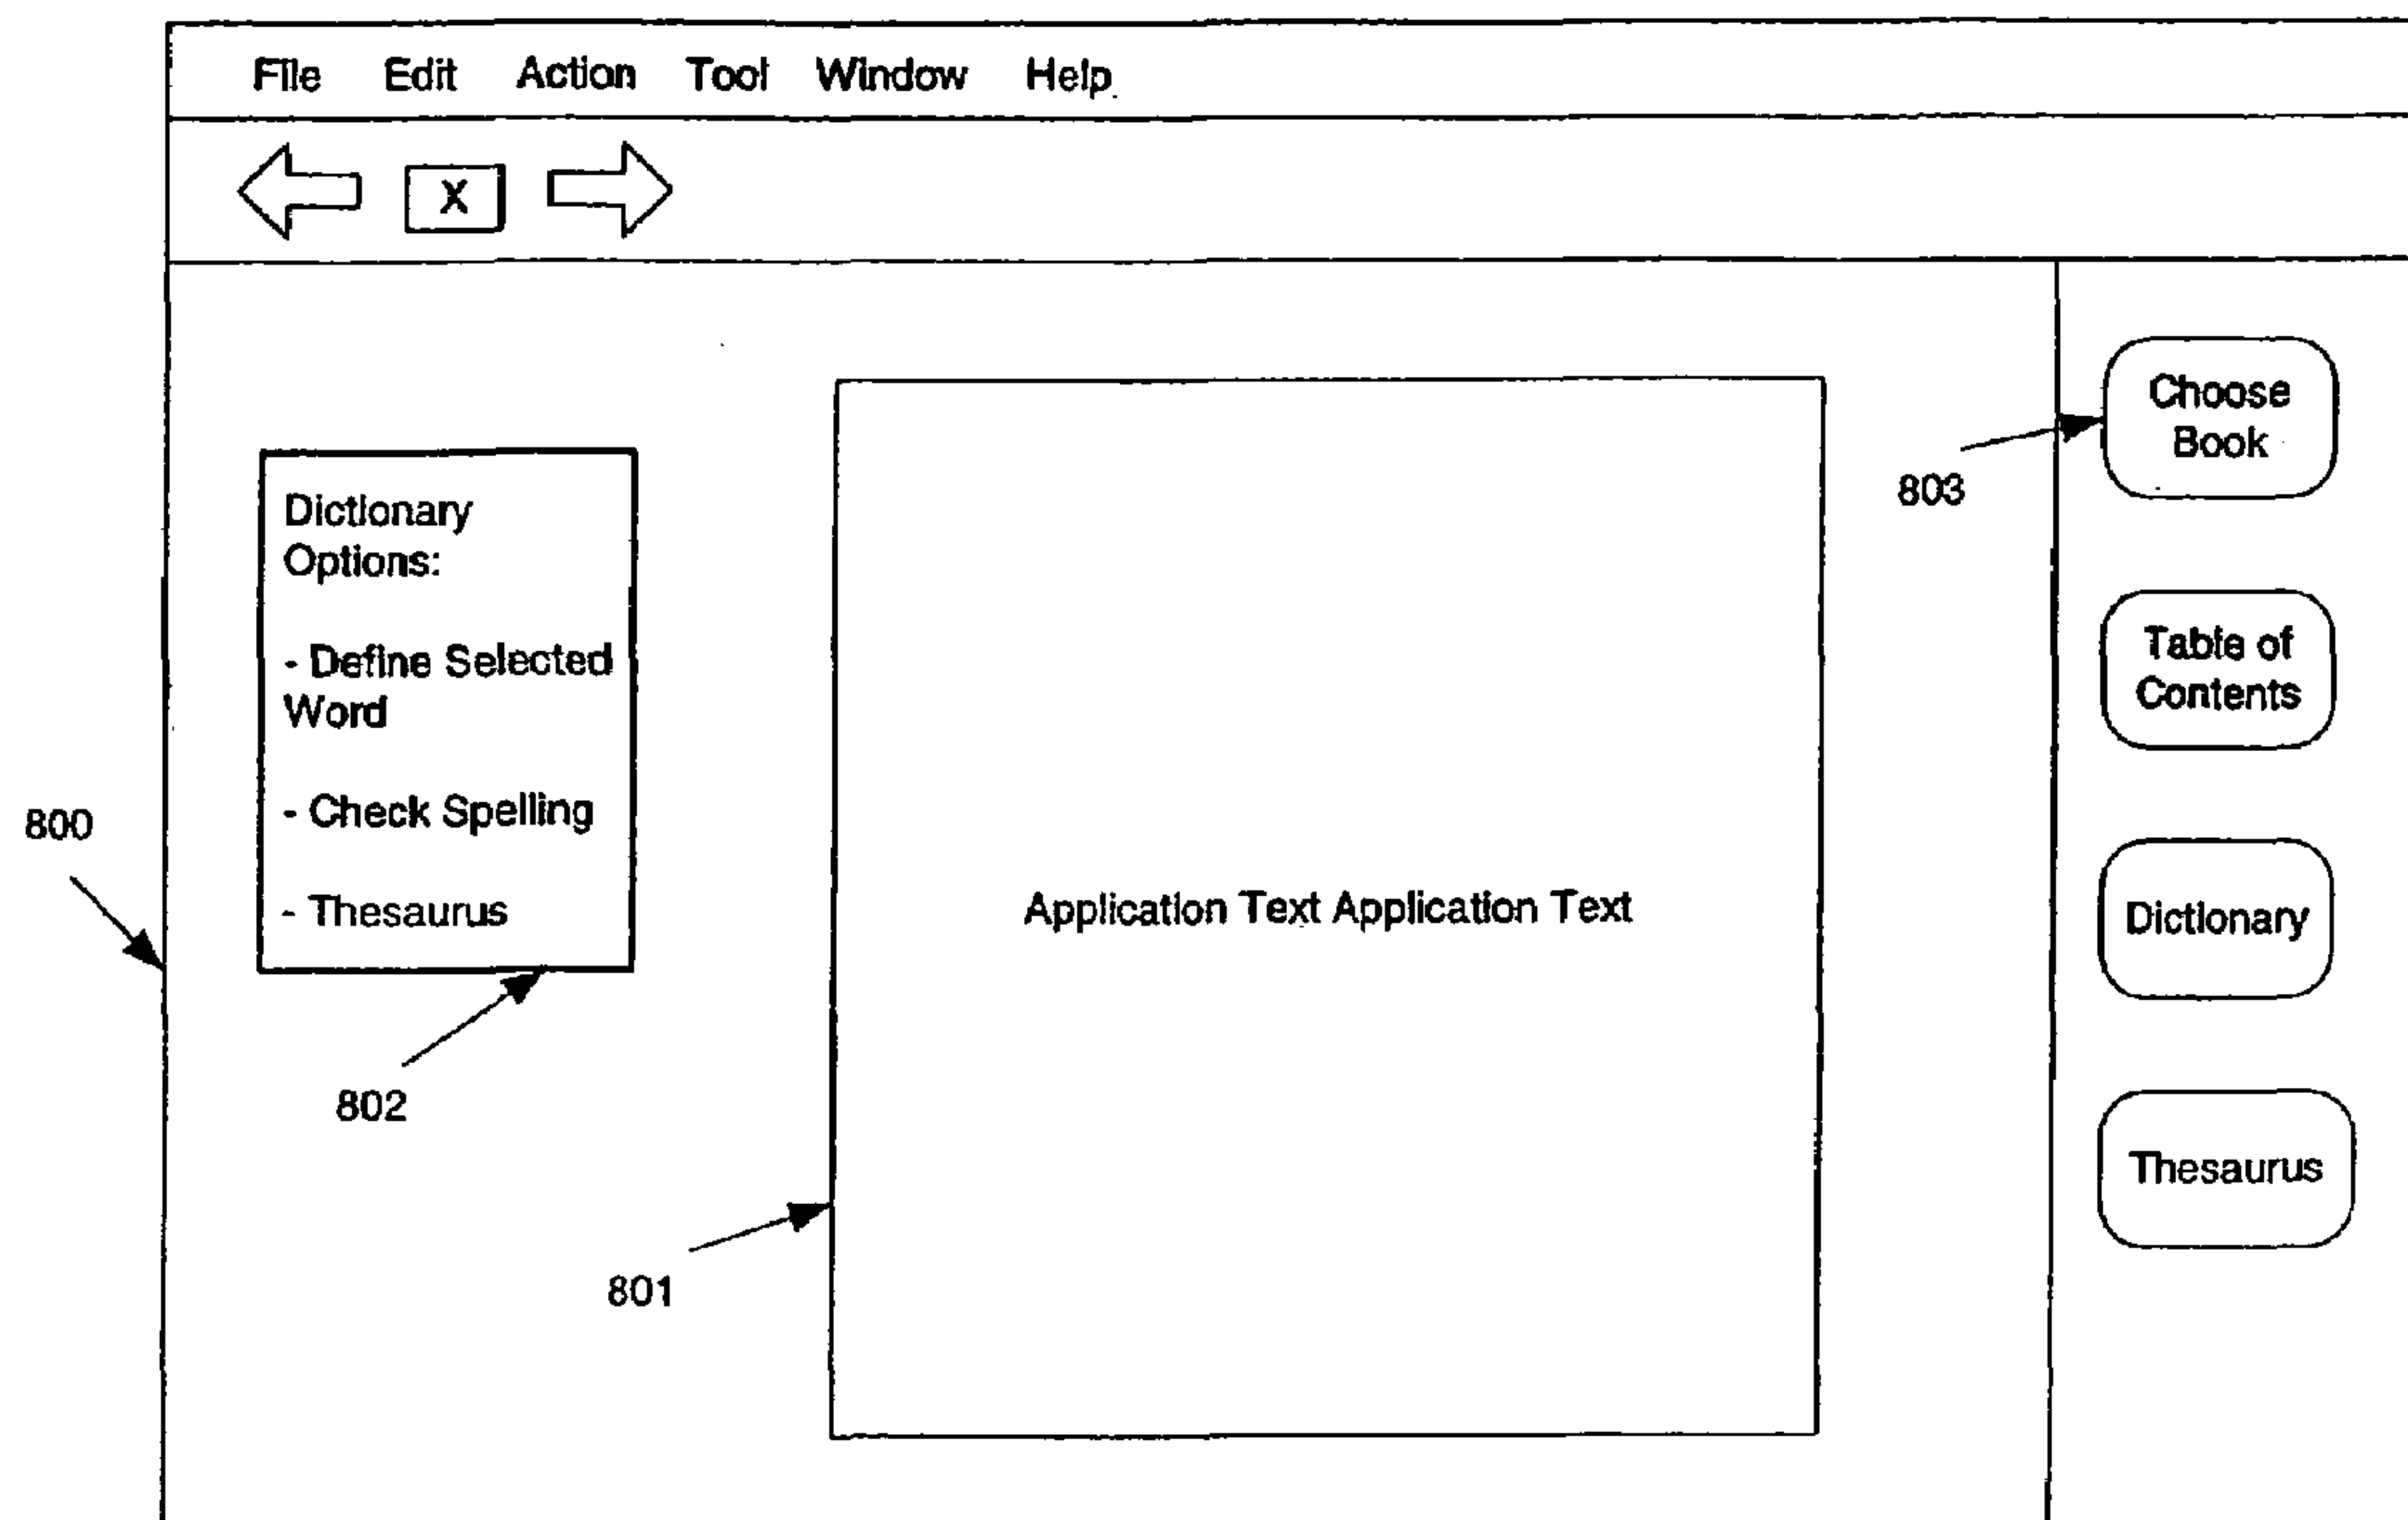 File Edit Action Tool Window Help
X
Choose
Book
803
Dictionary
Options:
- Define Selected
Word
- Check Spelling
- Thesaurus
Table of
Contents
800
Application Text Application Text
Dictionary
802
Thesaurus
801